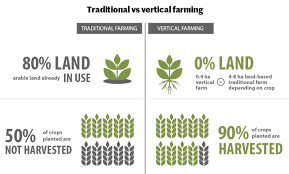 Traditional vs vertical farming
TRADITIONAL FARMING
80% LAND
arable land already IN USE
VERTICAL FARMING
0% LAND
0.4 ha vertical farm = 4-8 ha land-based traditional farm depending on crop
50% of crops planted are
NOT HARVESTED
90% of crops planted are
HARVESTED